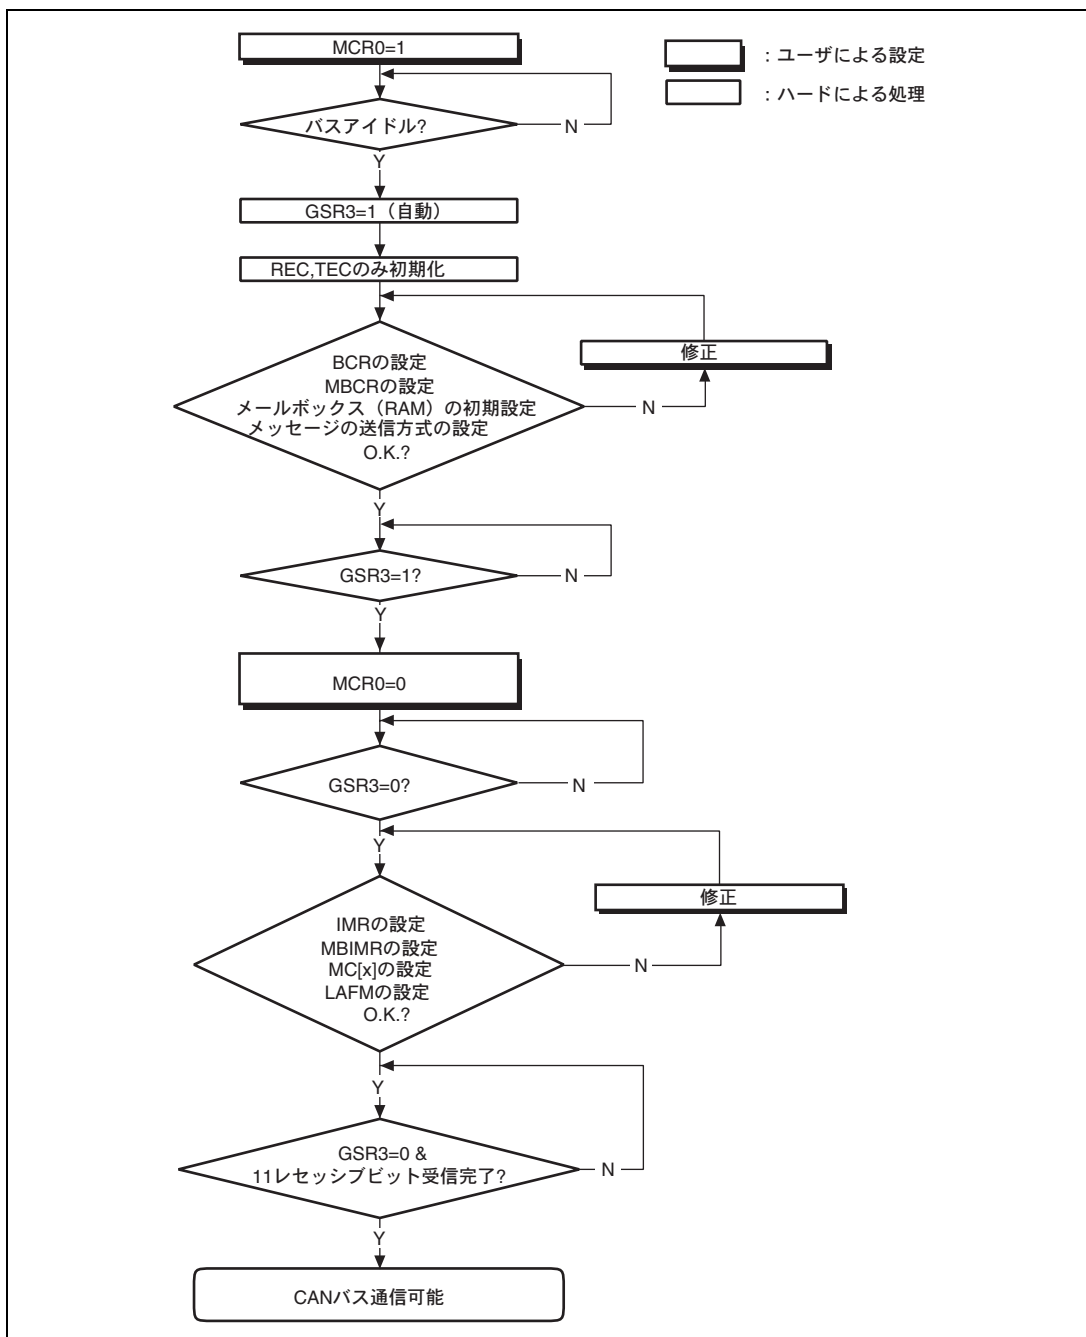 MCR0=1
：ユーザによる設定
：ハードによる処理
バスアイドル?
N
Y
GSR3=1（自動）
REC,TECのみ初期化
修正
BCRの設定
MBCRの設定
メールボックス（RAM）の初期設定
メッセージの送信方式の設定
O.K.?
N
Y
GSR3=1?
N
Y
MCR0=0
GSR3=0?
N
Y
修正
IMRの設定
MBIMRの設定
MC[x]の設定
LAFMの設定
O.K.?
N
Y
GSR3=0 &
11レセッシブビット受信完了?
N
Y
CANバス通信可能